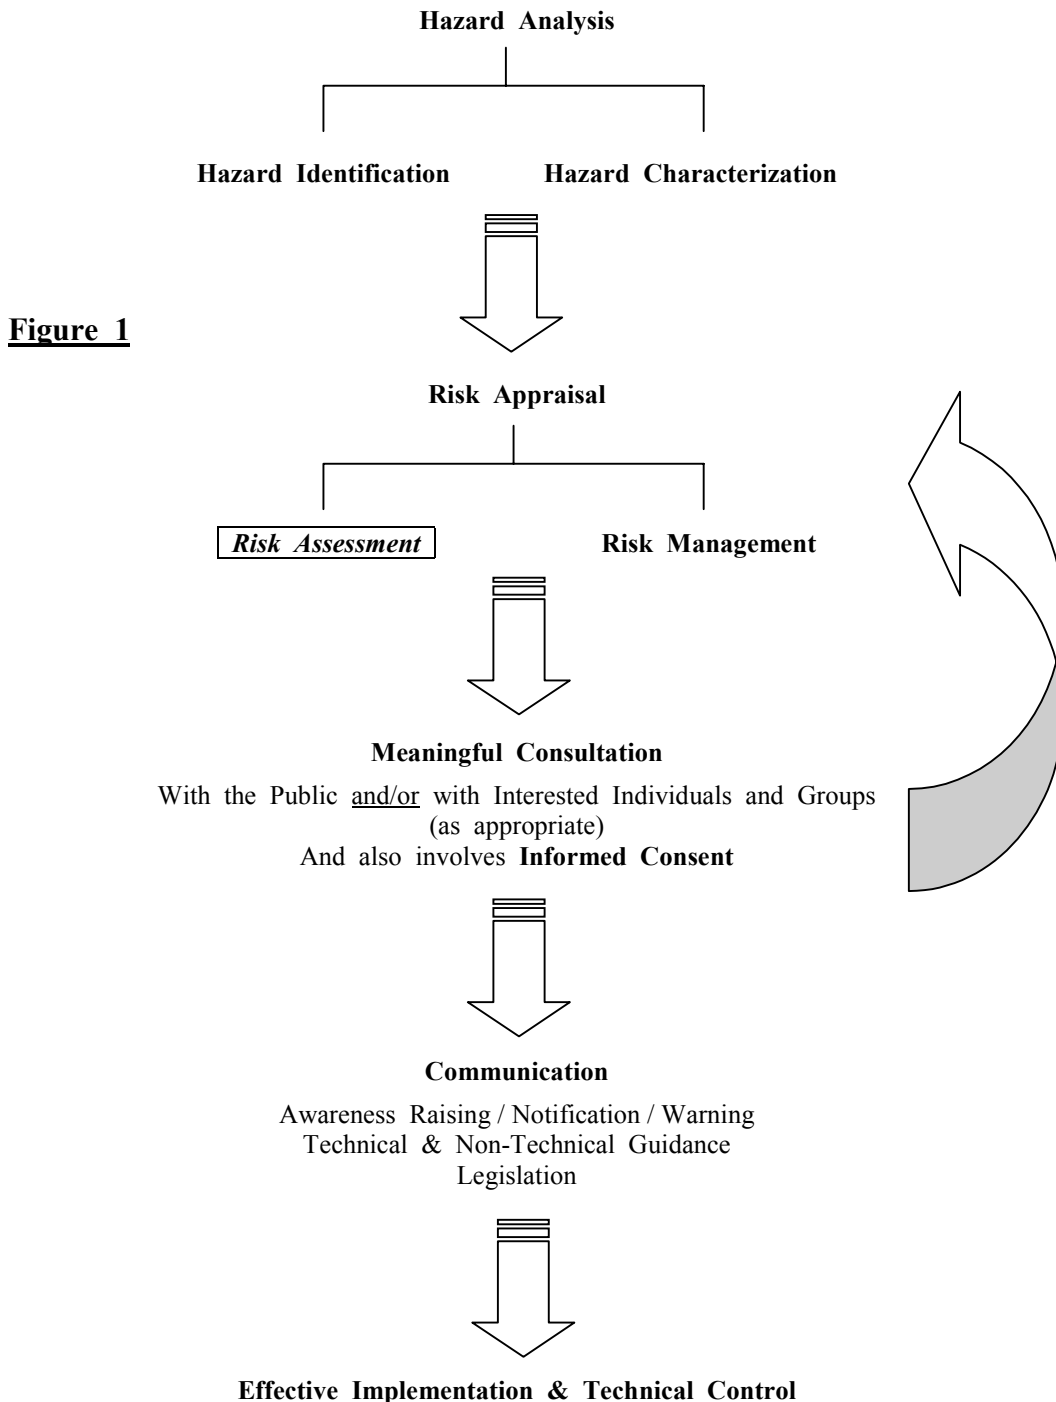 Hazard Analysis
Hazard Identification
Hazard Characterization
Figure 1
Risk Appraisal
Risk Assessment
Risk Management
Meaningful Consultation
With the Public and/or with Interested Individuals and Groups
(as appropriate)
And also involves Informed Consent
Communication
Awareness Raising / Notification / Warning
Technical & Non-Technical Guidance
Legislation
Effective Implementation & Technical Control